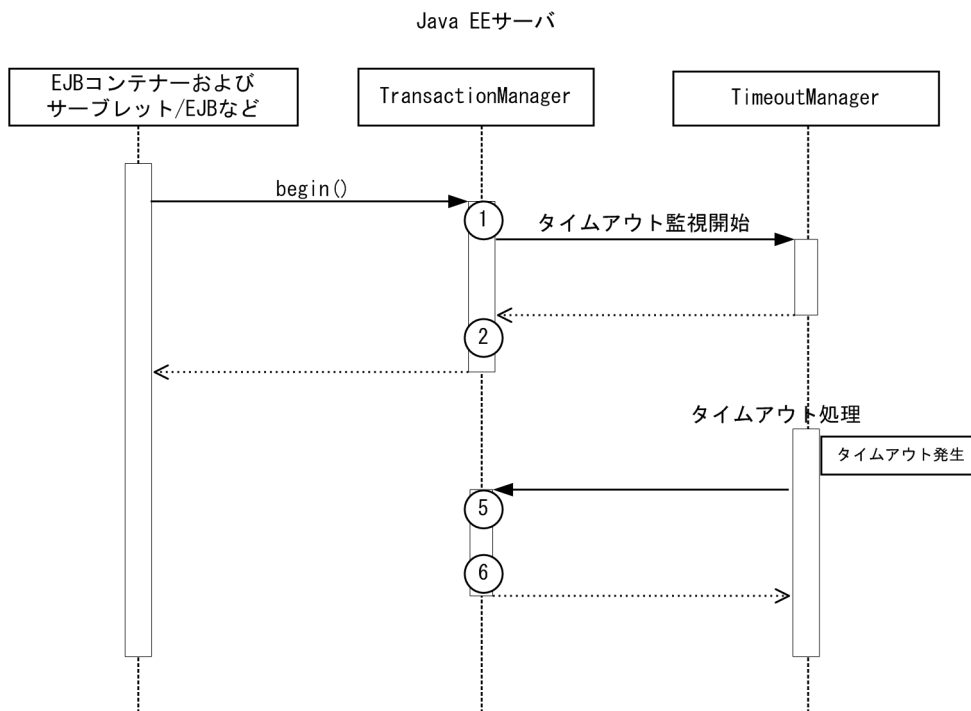 Java EEサーバ
EJBコンテナーおよび
サーブレット/EJBなど
TransactionManager
TimeoutManager
begin()
1
タイムアウト監視開始
2
タイムアウト処理
タイムアウト発生
5
6